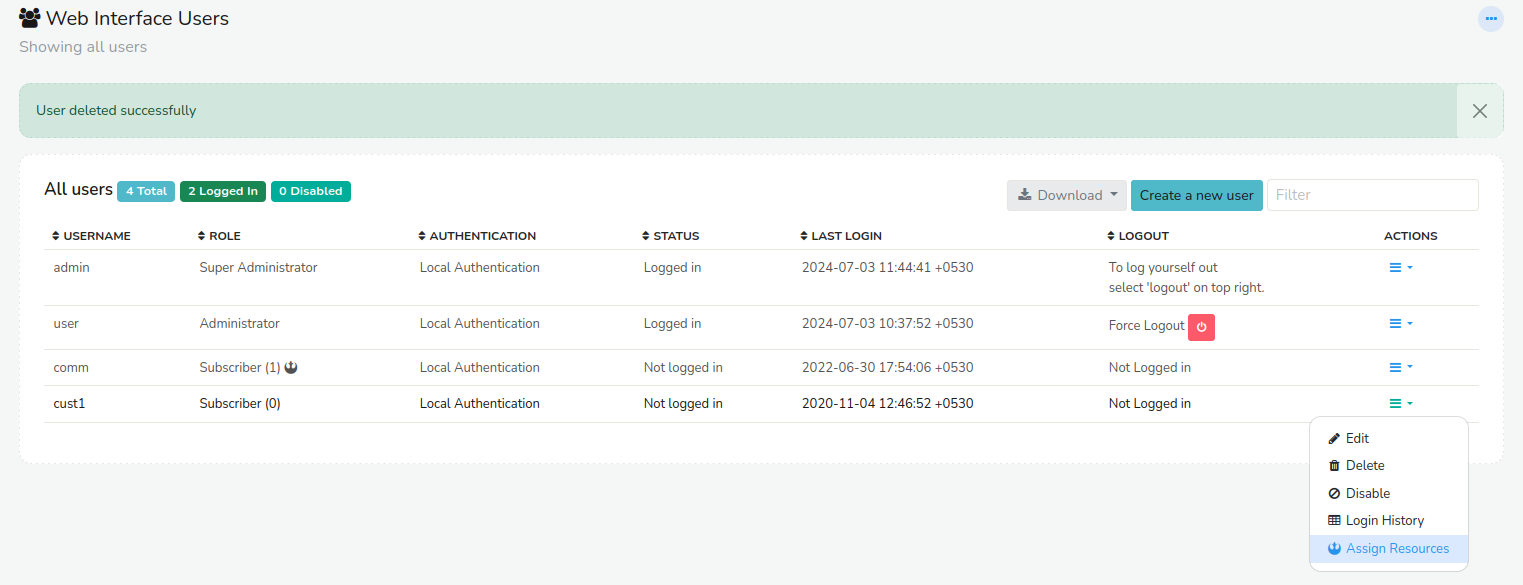 Web Interface Users
Showing all users
User deleted successfully
All users 4 Total 2 Logged In 0 Disabled
Download Create a new user Filter
USERNAME ROLE AUTHENTICATION STATUS LAST LOGIN LOGOUT ACTIONS
admin Super Administrator Local Authentication Logged in 2024-07-03 11:44:41 +0530 To log yourself out
select 'logout' on top right.
user Administrator Local Authentication Logged in 2024-07-03 10:37:52 +0530 Force Logout
comm Subscriber (1) Local Authentication Not logged in 2022-06-30 17:54:06 +0530 Not Logged in
cust1 Subscriber (0) Local Authentication Not logged in 2020-11-04 12:46:52 +0530 Not Logged in
Edit
Delete
Disable
Login History
Assign Resources